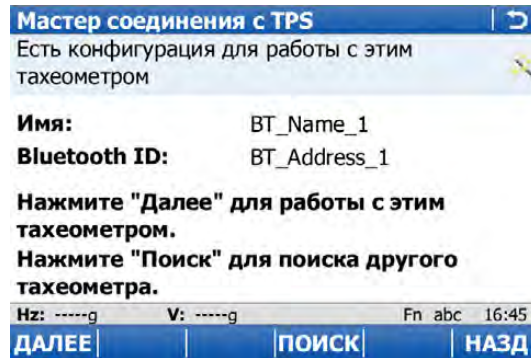 Мастер соединения с TPS
Есть конфигурация для работы с этим
тахеометром
Имя: BT_Name_1
Bluetooth ID: BT_Address_1
Нажмите "Далее" для работы с этим
тахеометром.
Нажмите "Поиск" для поиска другого
тахеометра.
Hz: -----g V: -----g Fn abc 16:45
ДАЛЕЕ ПОИСК НАЗД